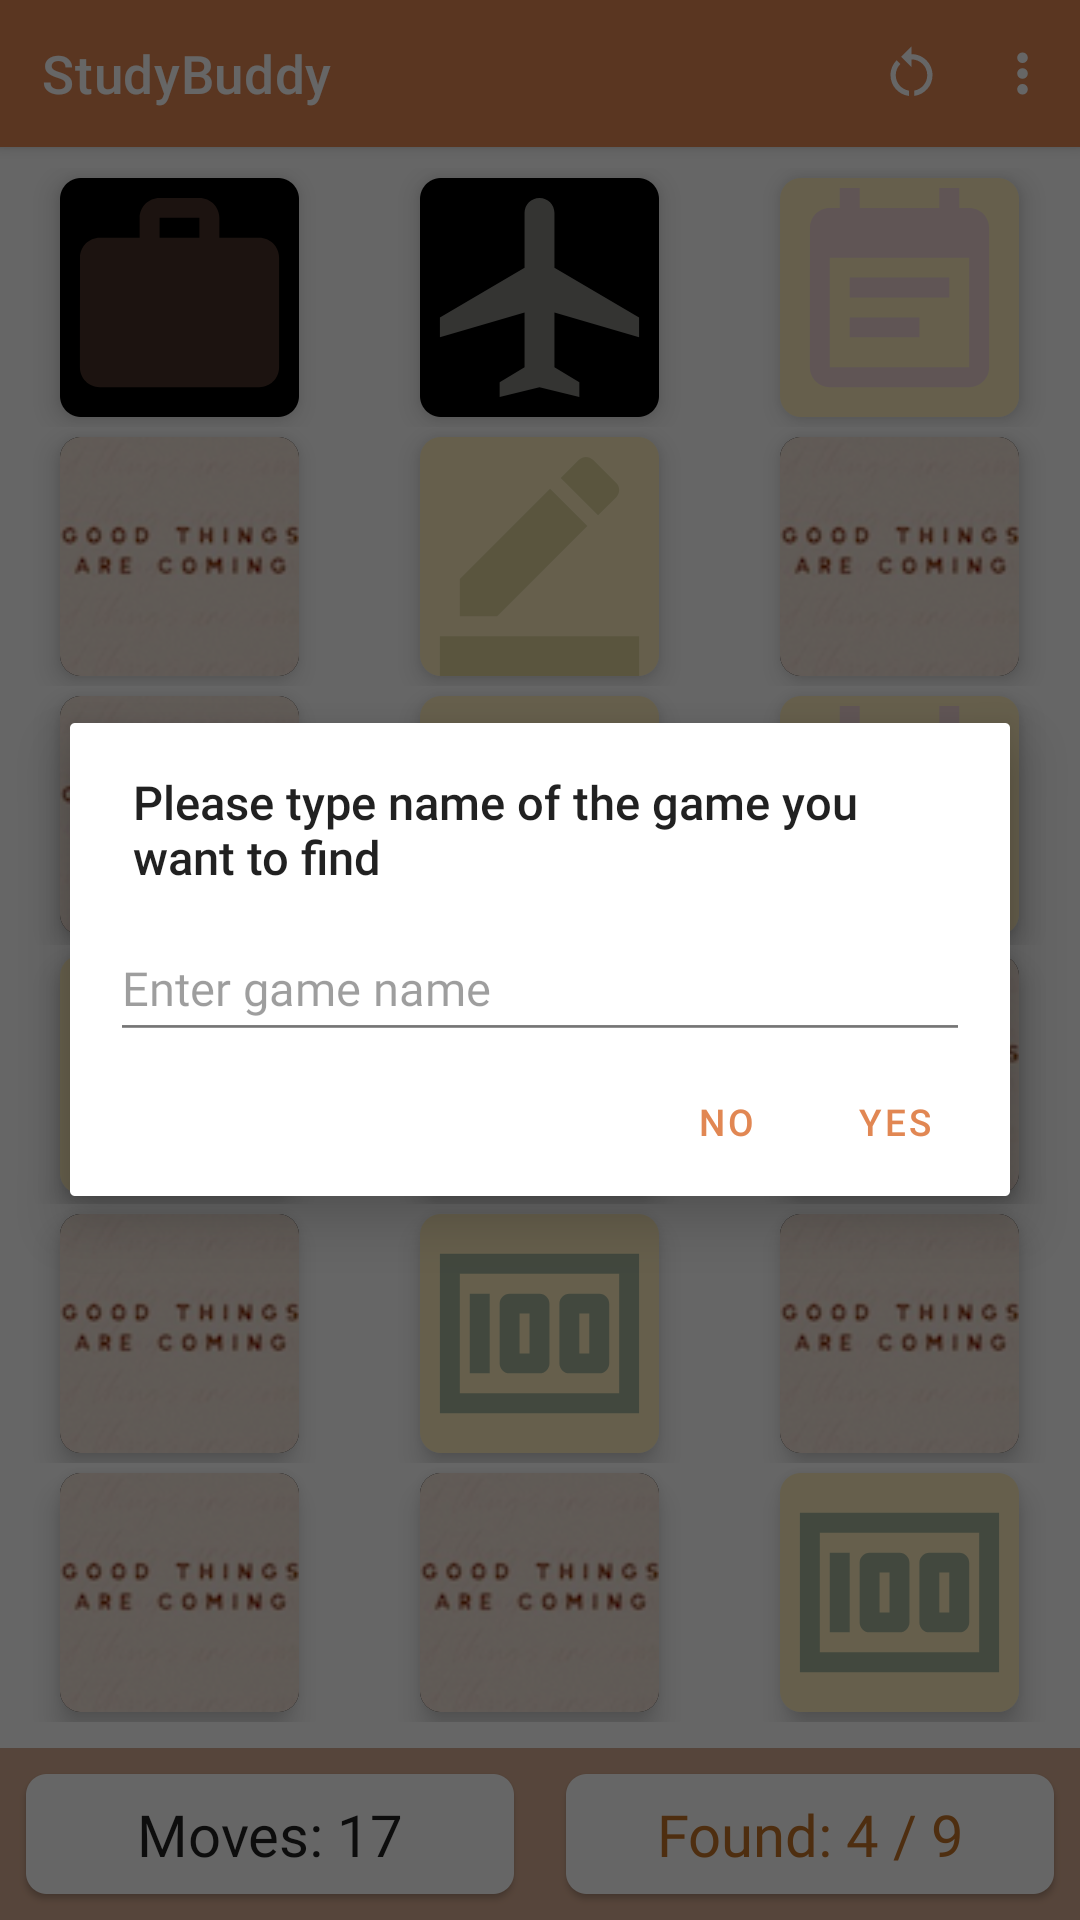 StudyBuddy
GOOD THINGS
ARE COMING
GOOD THINGS
ARE COMING
Please type name of the game you
want to find
Enter game name
NO YES
GOOD THINGS
ARE COMING
100
GOOD THINGS
ARE COMING
GOOD THINGS
ARE COMING
GOOD THINGS
ARE COMING
100
Moves: 17
Found: 4 / 9